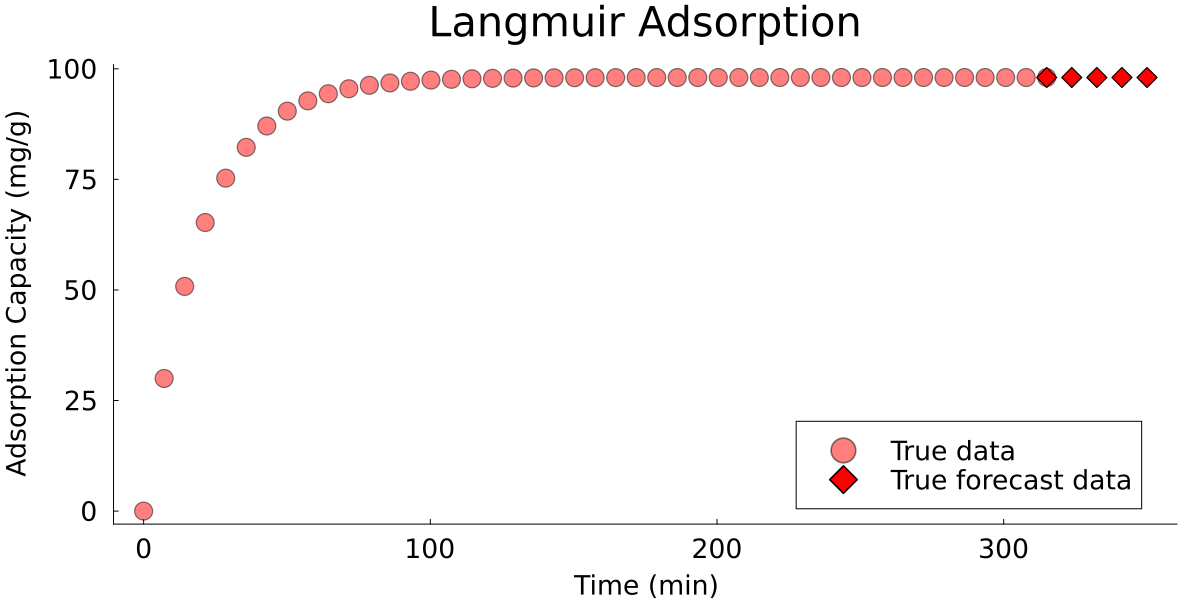 Langmuir Adsorption
Adsorption Capacity (mg/g)
100
75
50
25
0
0 100 200 300
Time (min)
True data
True forecast data